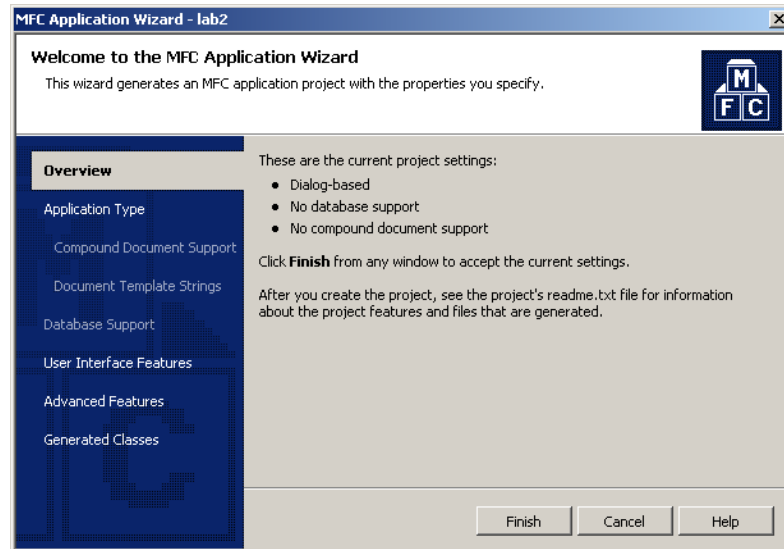 MFC Application Wizard - lab2
Welcome to the MFC Application Wizard
This wizard generates an MFC application project with the properties you specify.
M
F C
Overview
Application Type
Compound Document Support
Document Template Strings
Database Support
User Interface Features
Advanced Features
Generated Classes
These are the current project settings:
● Dialog-based
● No database support
● No compound document support
Click Finish from any window to accept the current settings.
After you create the project, see the project's readme.txt file for information
about the project features and files that are generated.
Finish Cancel Help